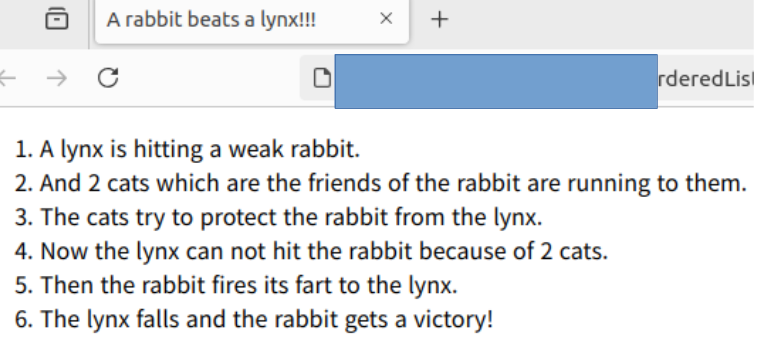 A rabbit beats a lynx!!!
rderedList
1. A lynx is hitting a weak rabbit.
2. And 2 cats which are the friends of the rabbit are running to them.
3. The cats try to protect the rabbit from the lynx.
4. Now the lynx can not hit the rabbit because of 2 cats.
5. Then the rabbit fires its fart to the lynx.
6. The lynx falls and the rabbit gets a victory!